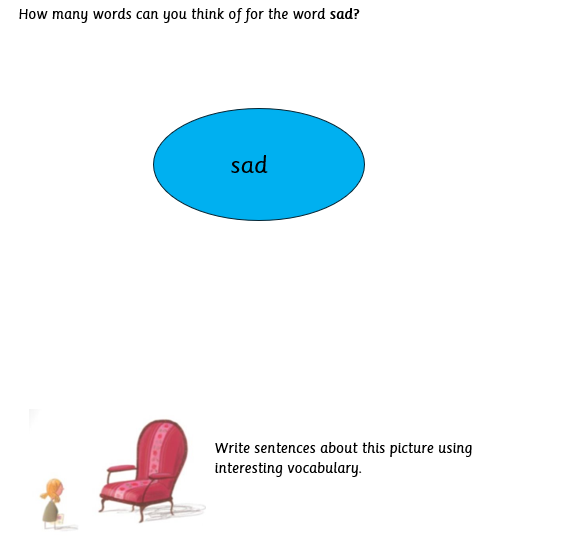 How many words can you think of for the word sad?
sad
Write sentences about this picture using
interesting vocabulary.